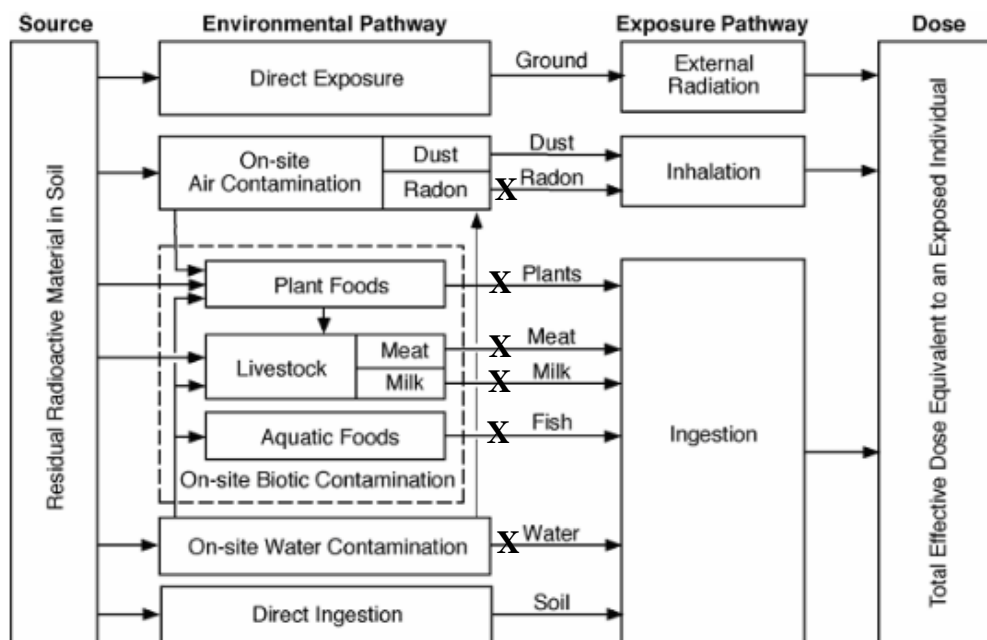 Source
Environmental Pathway
Exposure Pathway
Dose
Residual Radioactive Material in Soil
Direct Exposure
Ground
External
Radiation
On-site
Air Contamination
Dust
Radon
Dust
X Radon
Inhalation
Plant Foods
X Plants
Livestock
Meat
Milk
X Meat
X Milk
Aquatic Foods
X Fish
On-site Biotic Contamination
Ingestion
On-site Water Contamination
X Water
Direct Ingestion
Soil
Total Effective Dose Equivalent to an Exposed Individual